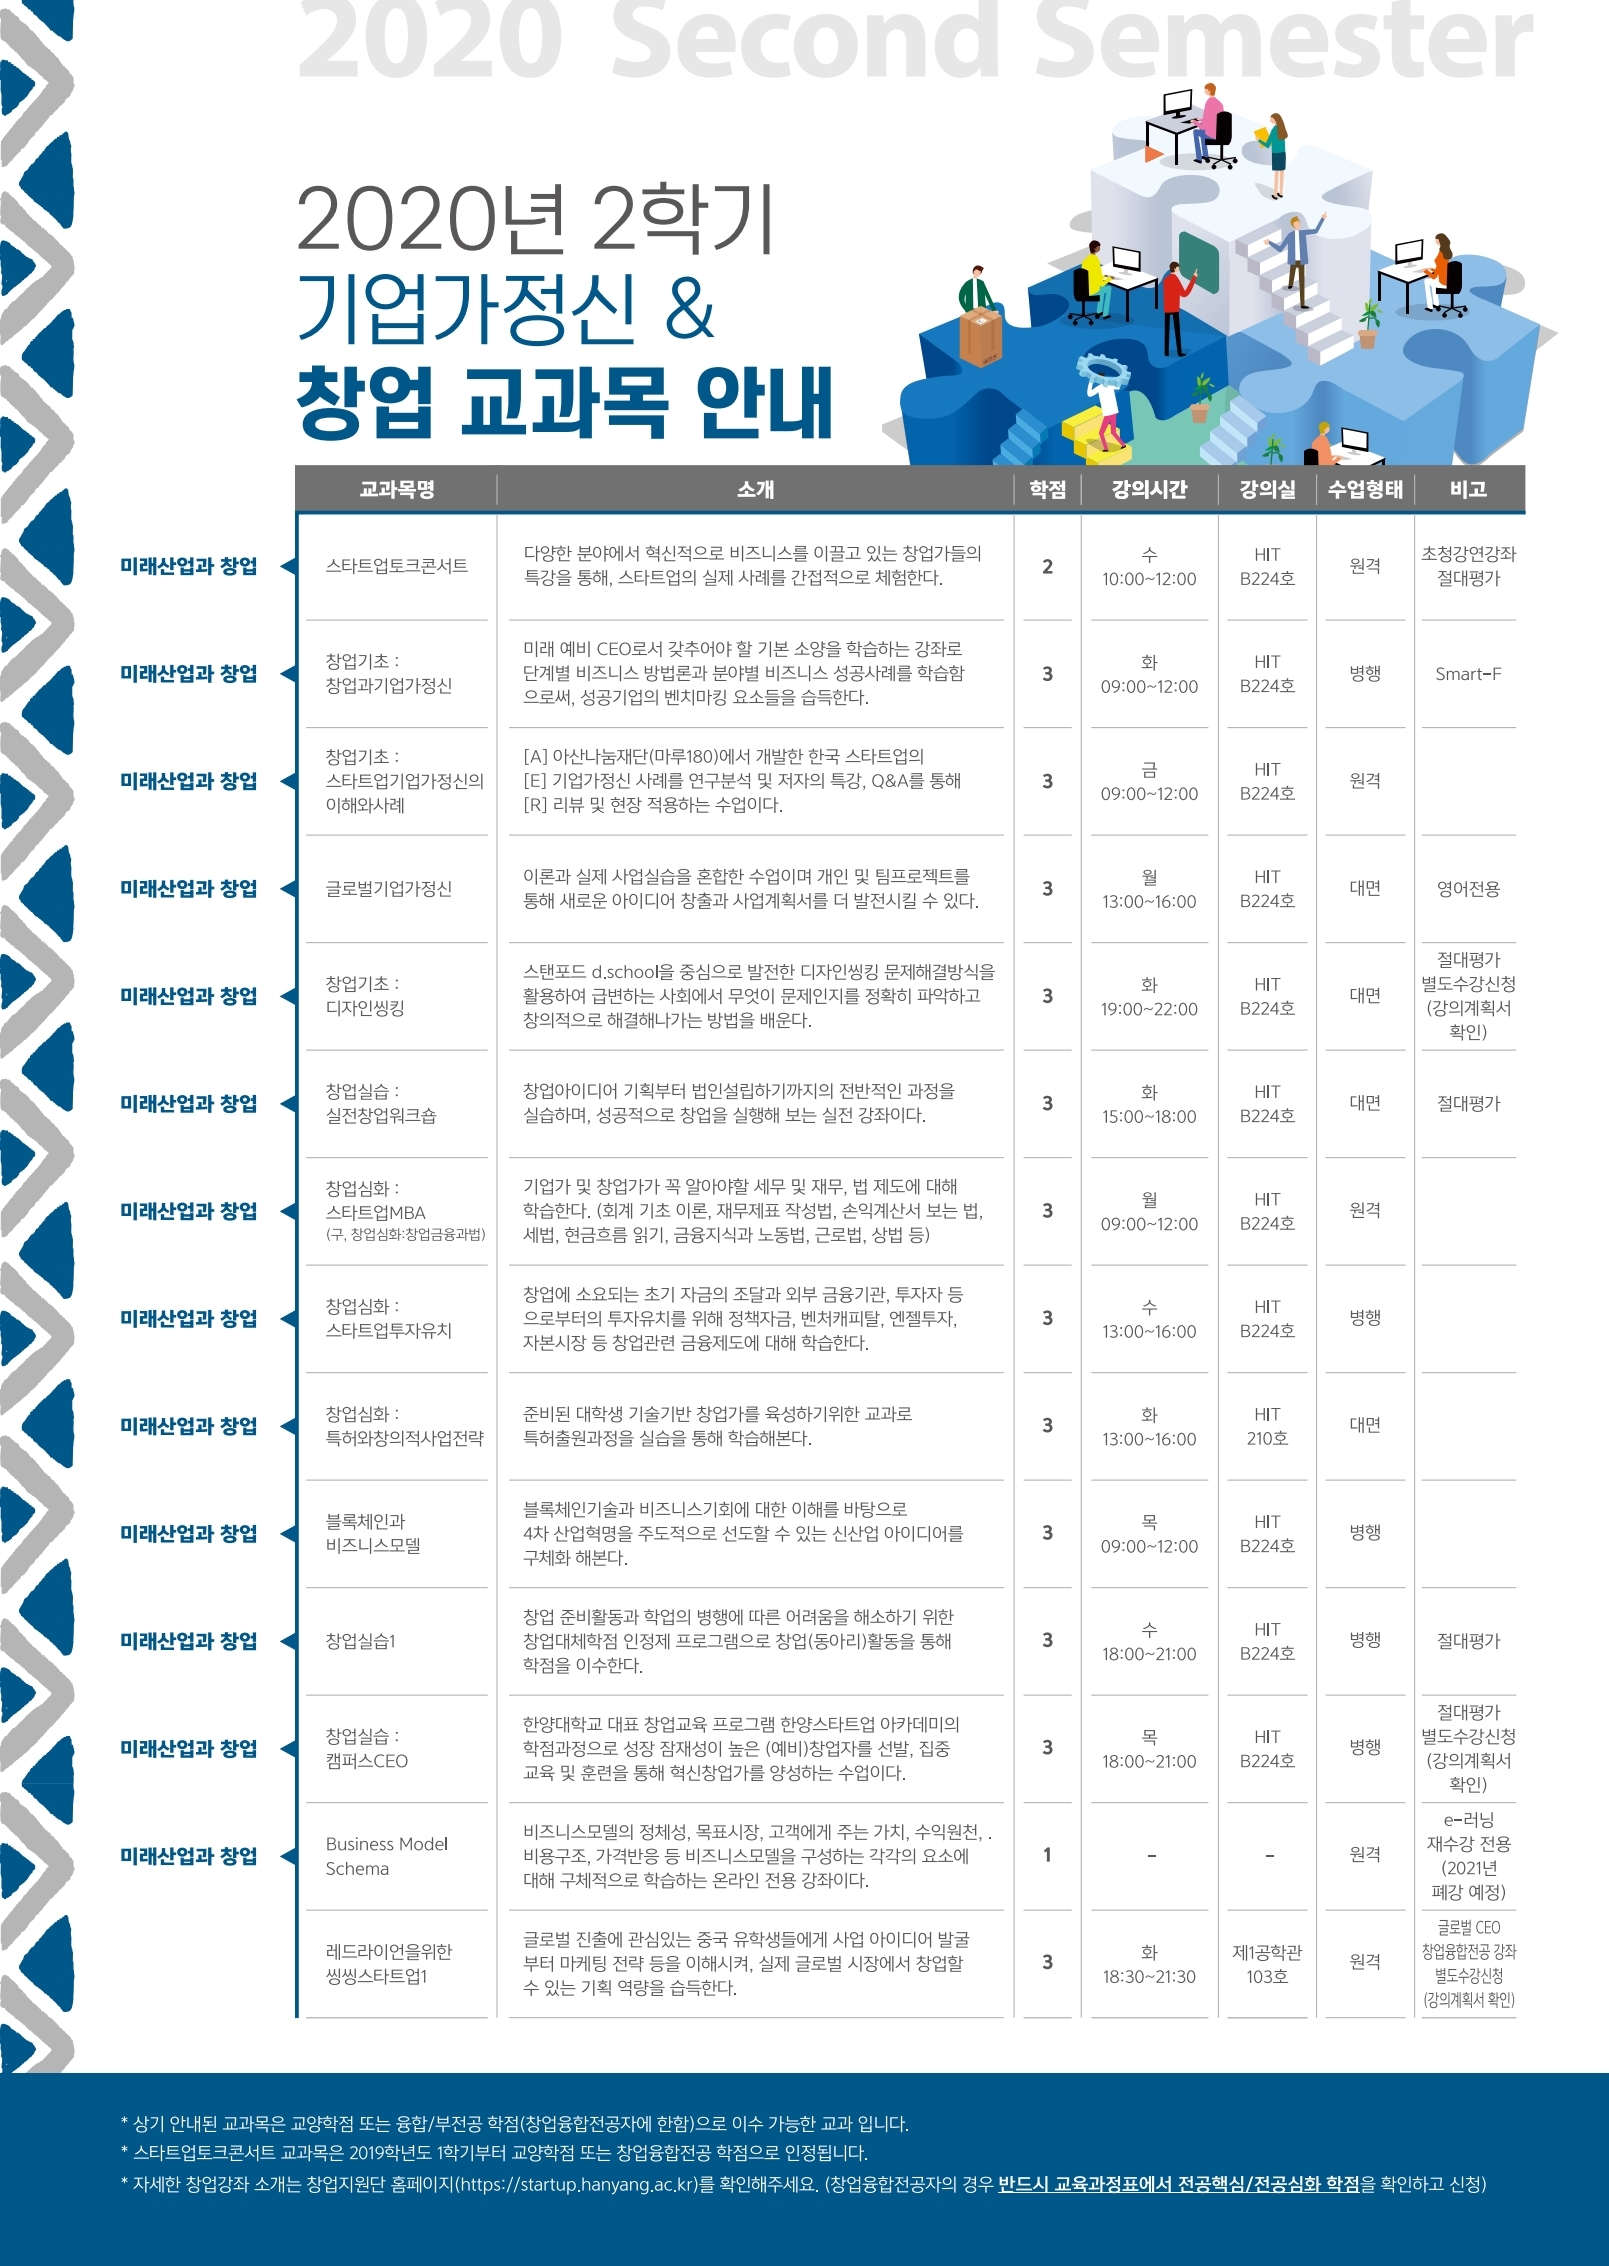 2020 Second Semester
2020년 2학기
기업가정신 &
창업 교과목 안내
교과목명 소개 학점 강의시간 강의실 수업형태 비고
미래산업과 창업
스타트업토크콘서트
다양한 분야에서 혁신적으로 비즈니스를 이끌고 있는 창업가들의
특강을 통해, 스타트업의 실제 사례를 간접적으로 체험한다.
2
수
10:00~12:00
HIT
B224호
원격
초청강연강좌
절대평가
미래산업과 창업
창업기초 :
창업과기업가정신
미래 예비 CEO로서 갖추어야 할 기본 소양을 학습하는 강좌로
단계별 비즈니스 방법론과 분야별 비즈니스 성공사례를 학습함
으로써, 성공기업의 벤치마킹 요소들을 습득한다.
3
화
09:00~12:00
HIT
B224호
병행
Smart-F
미래산업과 창업
창업기초 :
스타트업기업가정신의
이해와사례
[A] 아산나눔재단(마루180)에서 개발한 한국 스타트업의
[E] 기업가정신 사례를 연구분석 및 저자의 특강, Q&A를 통해
[R] 리뷰 및 현장 적용하는 수업이다.
3
금
09:00~12:00
HIT
B224호
원격
미래산업과 창업
글로벌기업가정신
이론과 실제 사업실습을 혼합한 수업이며 개인 및 팀프로젝트를
통해 새로운 아이디어 창출과 사업계획서를 더 발전시킬 수 있다.
3
월
13:00~16:00
HIT
B224호
대면
영어전용
미래산업과 창업
창업기초 :
디자인씽킹
스탠포드 d.school을 중심으로 발전한 디자인씽킹 문제해결방식을
활용하여 급변하는 사회에서 무엇이 문제인지를 정확히 파악하고
창의적으로 해결해나가는 방법을 배운다.
3
화
19:00~22:00
HIT
B224호
대면
절대평가
별도수강신청
(강의계획서
확인)
미래산업과 창업
창업실습 :
실전창업워크숍
창업아이디어 기획부터 법인설립하기까지의 전반적인 과정을
실습하며, 성공적으로 창업을 실행해 보는 실전 강좌이다.
3
화
15:00~18:00
HIT
B224호
대면
절대평가
미래산업과 창업
창업심화 :
스타트업MBA
(구, 창업심화:창업금융과법)
기업가 및 창업가가 꼭 알아야할 세무 및 재무, 법 제도에 대해
학습한다. (회계 기초 이론, 재무제표 작성법, 손익계산서 보는 법,
세법, 현금흐름 읽기, 금융지식과 노동법, 근로법, 상법 등)
3
월
09:00~12:00
HIT
B224호
원격
미래산업과 창업
창업심화 :
스타트업투자유치
창업에 소요되는 초기 자금의 조달과 외부 금융기관, 투자자 등
으로부터의 투자유치를 위해 정책자금, 벤처캐피탈, 엔젤투자,
자본시장 등 창업관련 금융제도에 대해 학습한다.
3
수
13:00~16:00
HIT
B224호
병행
미래산업과 창업
창업심화 :
특허와창의적사업전략
준비된 대학생 기술기반 창업가를 육성하기위한 교과로
특허출원과정을 실습을 통해 학습해본다.
3
화
13:00~16:00
HIT
210호
대면
미래산업과 창업
블록체인과
비즈니스모델
블록체인기술과 비즈니스기회에 대한 이해를 바탕으로
4차 산업혁명을 주도적으로 선도할 수 있는 신산업 아이디어를
구체화 해본다.
3
목
09:00~12:00
HIT
B224호
병행
미래산업과 창업
창업실습1
창업 준비활동과 학업의 병행에 따른 어려움을 해소하기 위한
창업대체학점 인정제 프로그램으로 창업(동아리)활동을 통해
학점을 이수한다.
3
수
18:00~21:00
HIT
B224호
병행
절대평가
미래산업과 창업
창업실습 :
캠퍼스CEO
한양대학교 대표 창업교육 프로그램 한양스타트업 아카데미의
학점과정으로 성장 잠재성이 높은 (예비)창업자를 선발, 집중
교육 및 훈련을 통해 혁신창업가를 양성하는 수업이다.
3
목
18:00~21:00
HIT
B224호
병행
절대평가
별도수강신청
(강의계획서
확인)
미래산업과 창업
Business Model
Schema
비즈니스모델의 정체성, 목표시장, 고객에게 주는 가치, 수익원천, .
비용구조, 가격반응 등 비즈니스모델을 구성하는 각각의 요소에
대해 구체적으로 학습하는 온라인 전용 강좌이다.
1
-
-
원격
e-러닝
재수강 전용
(2021년
폐강 예정)
레드라이언을위한
씽씽스타트업1
글로벌 진출에 관심있는 중국 유학생들에게 사업 아이디어 발굴
부터 마케팅 전략 등을 이해시켜, 실제 글로벌 시장에서 창업할
수 있는 기획 역량을 습득한다.
3
화
18:30~21:30
제1공학관
103호
원격
글로벌 CEO
창업융합전공 강좌
별도수강신청
(강의계획서 확인)
* 상기 안내된 교과목은 교양학점 또는 융합/부전공 학점(창업융합전공자에 한함)으로 이수 가능한 교과 입니다.
* 스타트업토크콘서트 교과목은 2019학년도 1학기부터 교양학점 또는 창업융합전공 학점으로 인정됩니다.
* 자세한 창업강좌 소개는 창업지원단 홈페이지(https://startup.hanyang.ac.kr)를 확인해주세요. (창업융합전공자의 경우 반드시 교육과정표에서 전공핵심/전공심화 학점을 확인하고 신청)